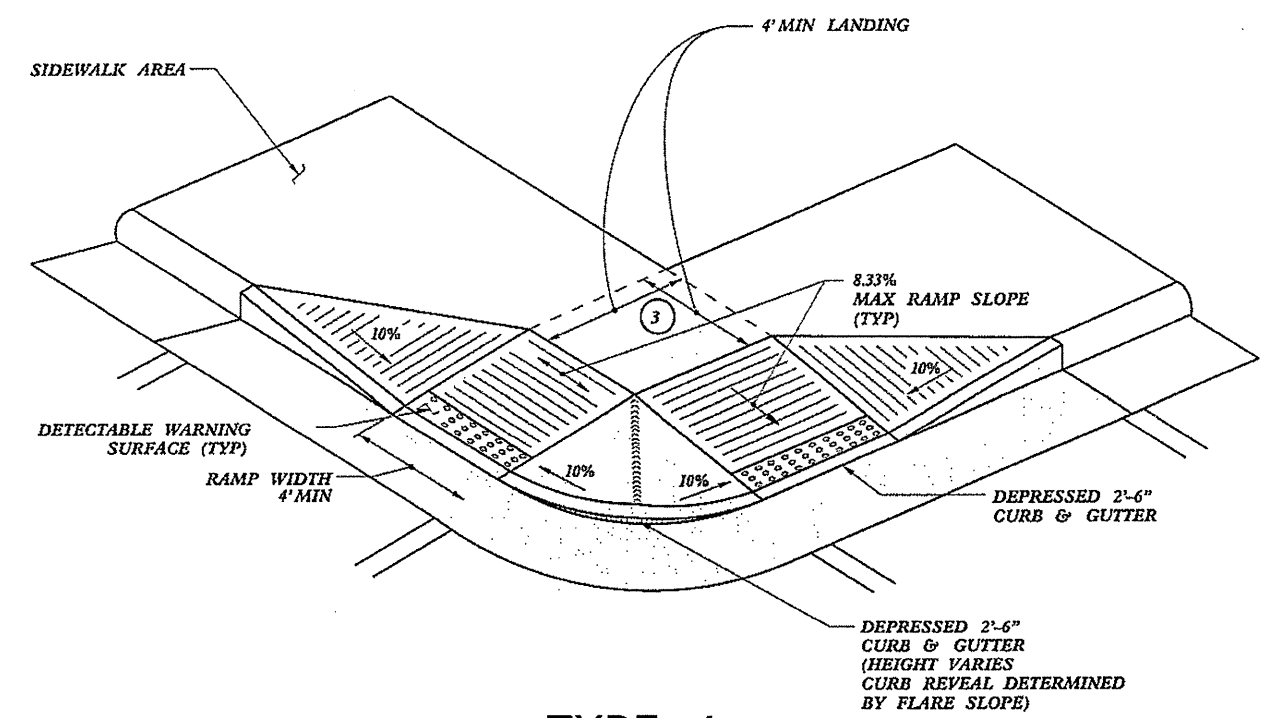 4' MIN LANDING
SIDEWALK AREA
8.33%
MAX RAMP SLOPE
(TYP)
3
10%
10%
DETECTABLE WARNING
SURFACE (TYP)
RAMP WIDTH
4' MIN
10%
10%
DEPRESSED 2'-6"
CURB & GUTTER
DEPRESSED 2'-6"
CURB & GUTTER
(HEIGHT VARIES
CURB REVEAL DETERMINED
BY FLARE SLOPE)